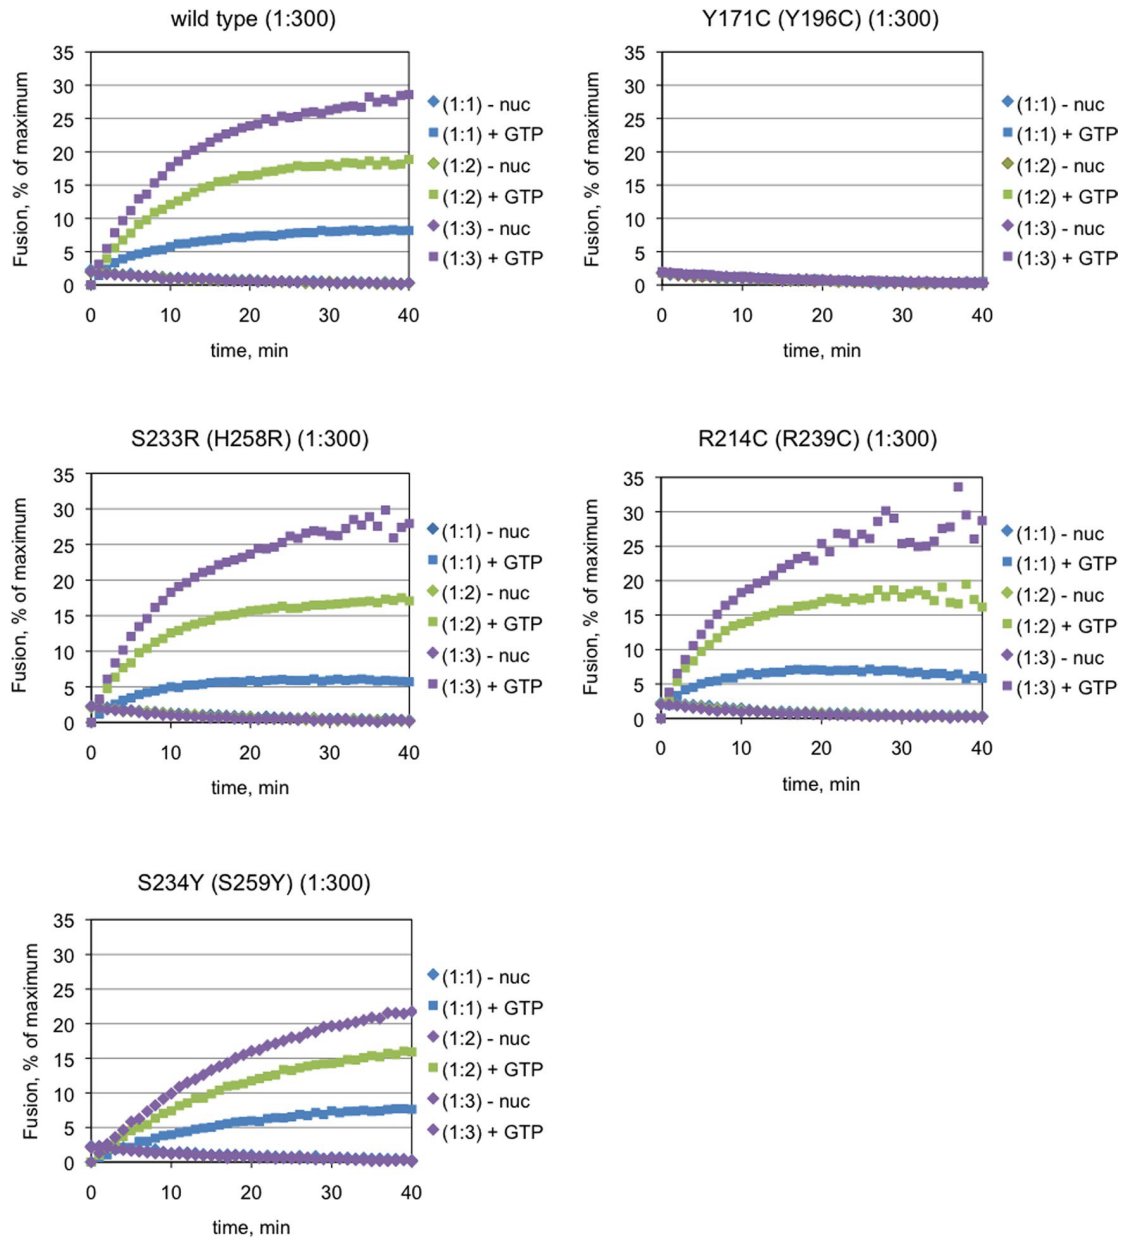 wild type (1:300)
Fusion, % of maximum
35
30
25
20
15
10
5
0
0 10 20 30 40
time, min
(1:1) - nuc
(1:1) + GTP
(1:2) - nuc
(1:2) + GTP
(1:3) - nuc
(1:3) + GTP
Y171C (Y196C) (1:300)
Fusion, % of maximum
35
30
25
20
15
10
5
0
0 10 20 30 40
time, min
(1:1) - nuc
(1:1) + GTP
(1:2) - nuc
(1:2) + GTP
(1:3) - nuc
(1:3) + GTP
S233R (H258R) (1:300)
Fusion, % of maximum
35
30
25
20
15
10
5
0
0 10 20 30 40
time, min
(1:1) - nuc
(1:1) + GTP
(1:2) - nuc
(1:2) + GTP
(1:3) - nuc
(1:3) + GTP
R214C (R239C) (1:300)
Fusion, % of maximum
35
30
25
20
15
10
5
0
0 10 20 30 40
time, min
(1:1) - nuc
(1:1) + GTP
(1:2) - nuc
(1:2) + GTP
(1:3) - nuc
(1:3) + GTP
S234Y (S259Y) (1:300)
Fusion, % of maximum
35
30
25
20
15
10
5
0
0 10 20 30 40
time, min
(1:1) - nuc
(1:1) + GTP
(1:2) - nuc
(1:2) + GTP
(1:3) - nuc
(1:3) + GTP